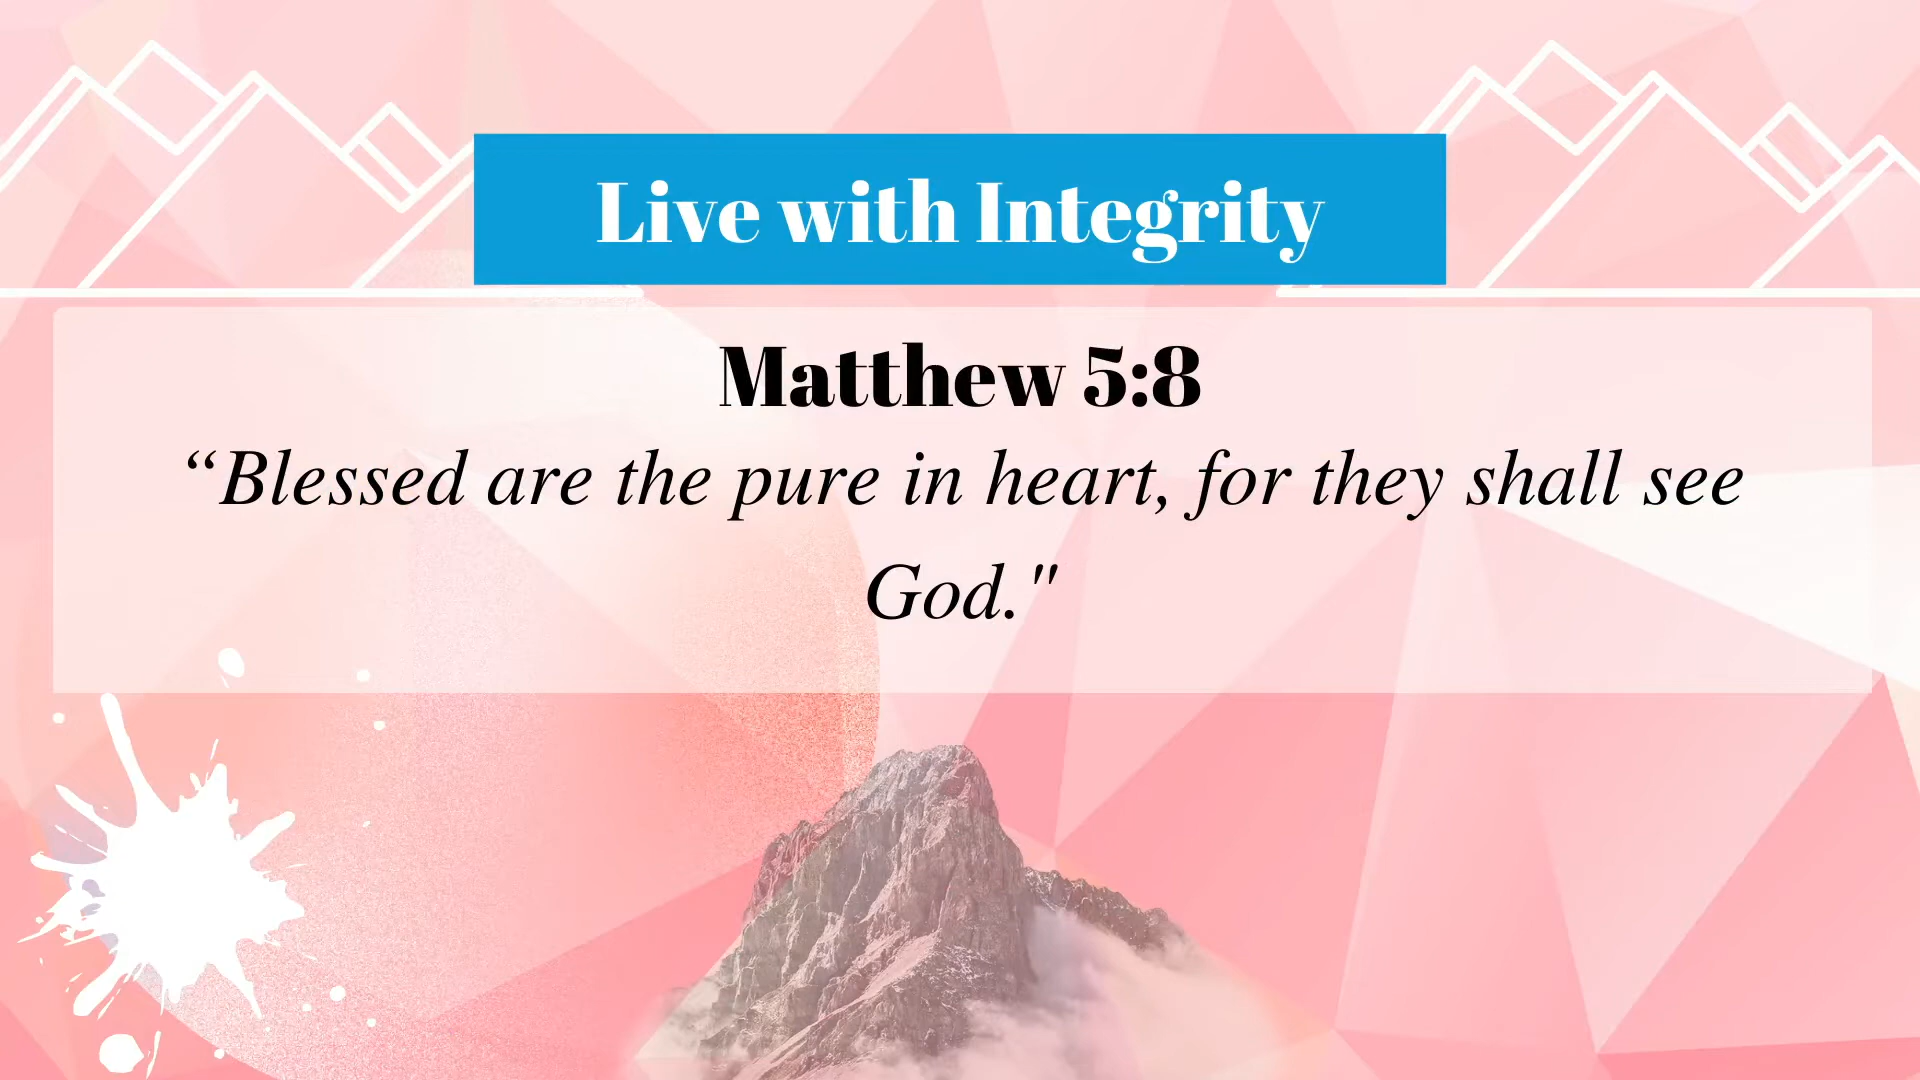 Live with Integrity
Matthew 5:8
“Blessed are the pure in heart, for they shall see
God."